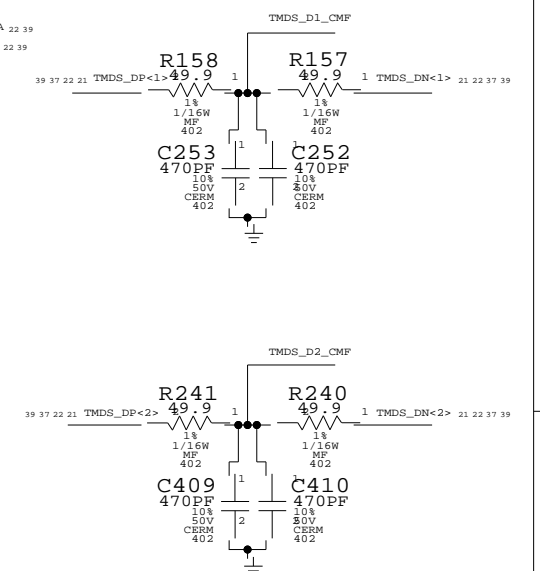 TMDS_D1_CMF
A 22 39
22 39
R158
49.9
R157
49.9
39 37 22 21 TMDS_DP<1> 2 1
1 TMDS_DN<1> 21 22 37 39
1%
1/16W
MF
402
1%
1/16W
MF
402
C253
470PF
10%
50V
CERM
402
1
2
C252
470PF
10%
50V
CERM
402
1
2
TMDS_D2_CMF
R241
49.9
R240
49.9
39 37 22 21 TMDS_DP<2> 2 1
2 1 TMDS_DN<2> 21 22 37 39
1%
1/16W
MF
402
1%
1/16W
MF
402
C409
470PF
10%
50V
CERM
402
1
2
C410
470PF
10%
50V
CERM
402
1
2